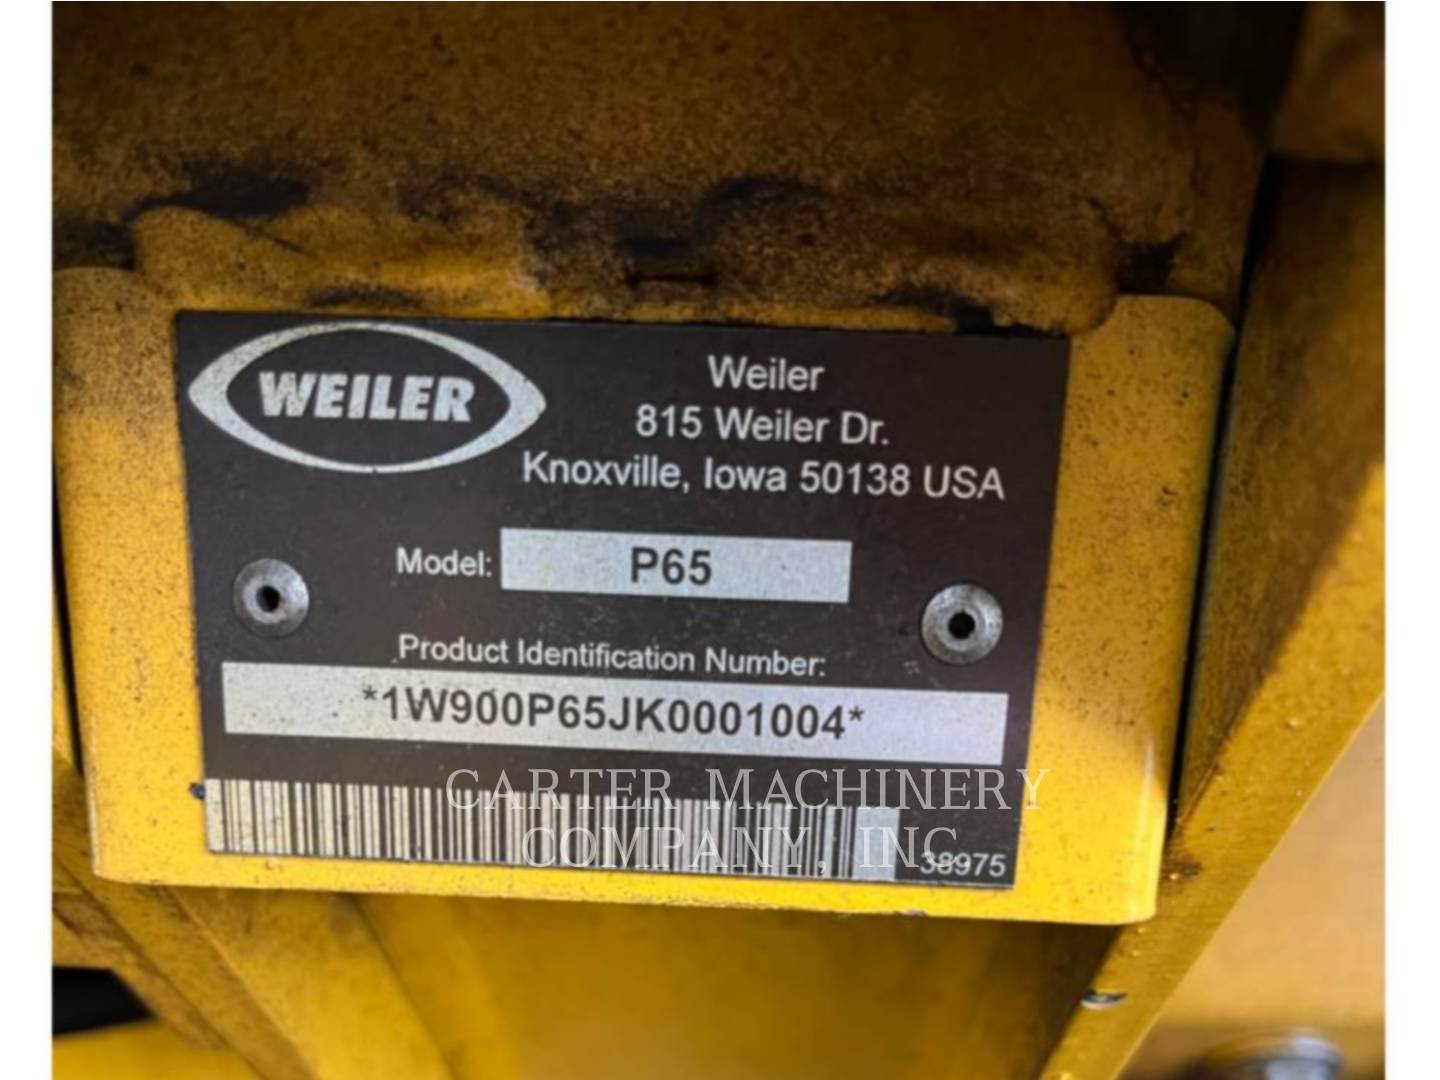 WEILER
Weiler
815 Weiler Dr.
Knoxville, Iowa 50138 USA
Model: P65
Product Identification Number:
*1W900P65JK0001004*
CARTER MACHINERY
COMPANY, INC.
38975